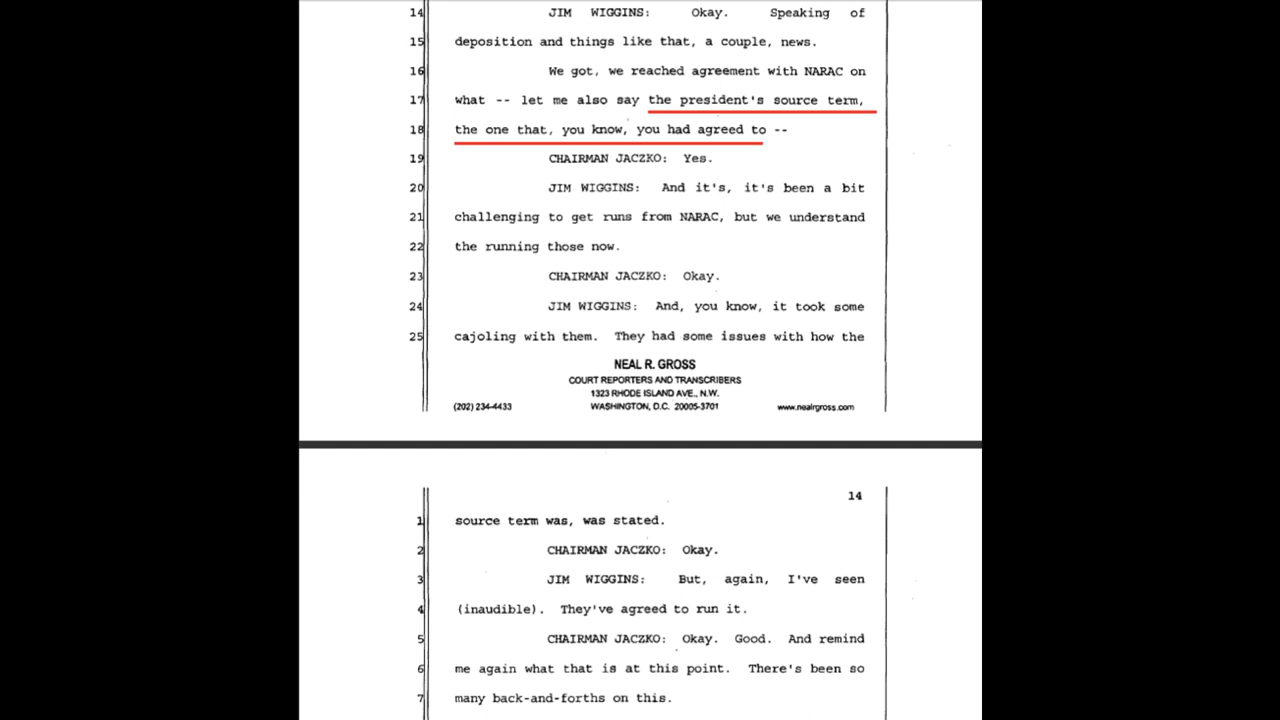 14 JIM WIGGINS: Okay. Speaking of
15 deposition and things like that, a couple, news.
16 We got, we reached agreement with NARAC on
17 what -- let me also say the president's source term,
18 the one that, you know, you had agreed to --
19 CHAIRMAN JACZKO: Yes.
20 JIM WIGGINS: And it's, it's been a bit
21 challenging to get runs from NARAC, but we understand
22 the running those now.
23 CHAIRMAN JACZKO: Okay.
24 JIM WIGGINS: And, you know, it took some
25 cajoling with them. They had some issues with how the
NEAL R. GROSS
COURT REPORTERS AND TRANSCRIBERS
1323 RHODE ISLAND AVE., N.W.
(202) 234-4433 WASHINGTON, D.C. 20005-3701 www.nealrgross.com
14
1 source term was, was stated.
2 CHAIRMAN JACZKO: Okay.
3 JIM WIGGINS: But, again, I've seen
4 (inaudible). They've agreed to run it.
5 CHAIRMAN JACZKO: Okay. Good. And remind
6 me again what that is at this point. There's been so
7 many back-and-forths on this.